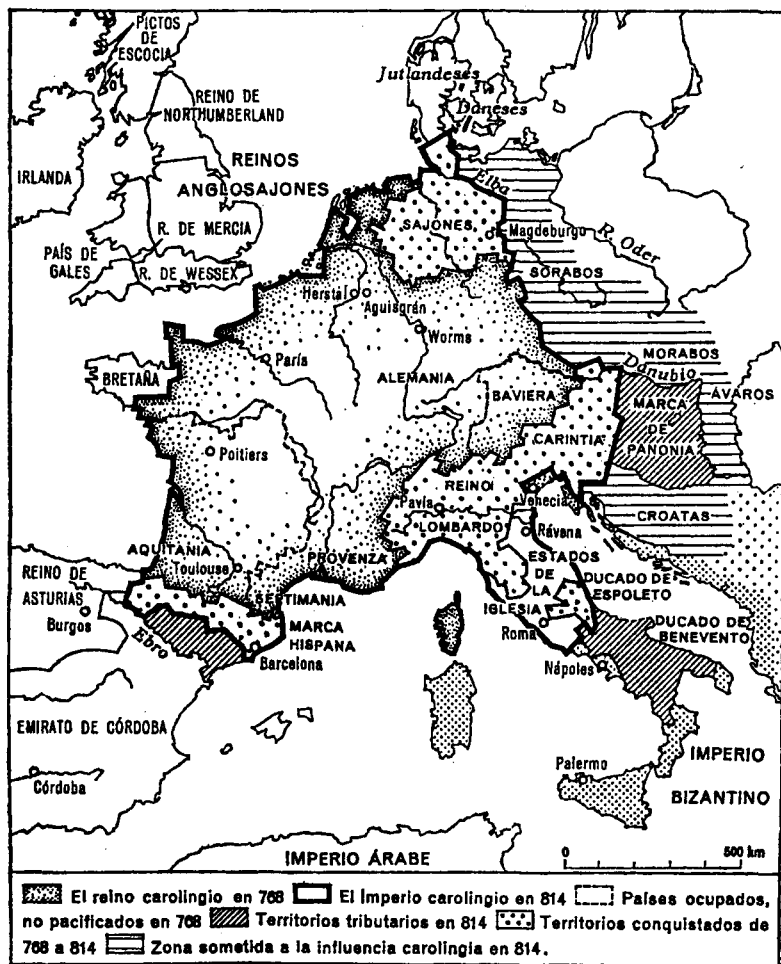 PICTOS
DE
ESCOCIA
Jutlandeses
Daneses
REINO DE
NORTHUMBERLAND
REINOS
ANGLOSAJONES
IRLANDA
R. DE MERCIA
PAÍS DE
GALES
R. DE WESSEX
Elba
SAJONES
Magdeburgo
R. Oder
SORABOS
Herstal
Aquisgrán
Worms
París
BRETAÑA
ALEMANIA
MORABOS
Danubio
BAVIERA
ÁVAROS
MARCA
DE
PANONIA
CARINTIA
Poitiers
REINO
Pavía
LOMBARDO
Venecia
CROATAS
Rávena
AQUITANIA
Toulouse
PROVENZA
SEPTIMANIA
ESTADOS
DE
LA
IGLESIA
DUCADO DE
ESPOLETO
REINO DE
ASTURIAS
Burgos
Ebro
MARCA
HISPANA
Barcelona
Roma
DUCADO DE
BENEVENTO
Nápoles
EMIRATO DE CÓRDOBA
Córdoba
Palermo
IMPERIO
BIZANTINO
IMPERIO ÁRABE
0 500 km
El reino carolingio en 768 El Imperio carolingio en 814 Países ocupados,
no pacificados en 768 Territorios tributarios en 814 Territorios conquistados de
768 a 814 Zona sometida a la influencia carolingia en 814.